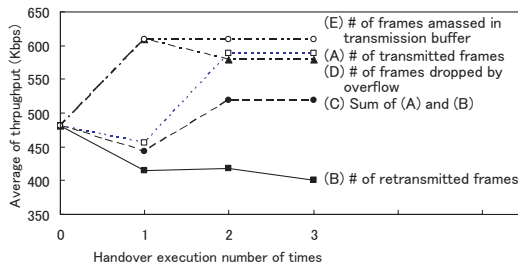 650
600
550
500
450
400
350
Average of thrpughput (Kbps)
0
1
2
3
Handover execution number of times
(E) # of frames amassed in
transmission buffer
(A) # of transmitted frames
(D) # of frames dropped by
overflow
(C) Sum of (A) and (B)
(B) # of retransmitted frames